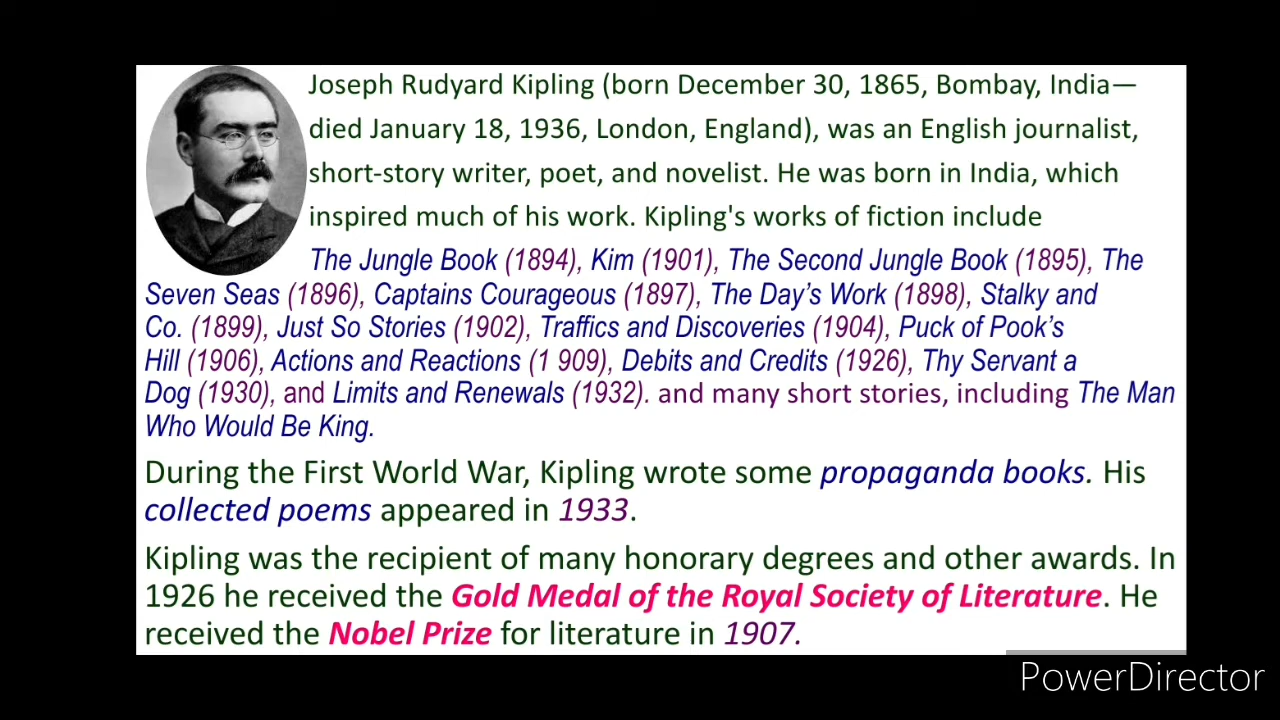 Joseph Rudyard Kipling (born December 30, 1865, Bombay, India—
died January 18, 1936, London, England), was an English journalist,
short-story writer, poet, and novelist. He was born in India, which
inspired much of his work. Kipling's works of fiction include
The Jungle Book (1894), Kim (1901), The Second Jungle Book (1895), The
Seven Seas (1896), Captains Courageous (1897), The Day’s Work (1898), Stalky and
Co. (1899), Just So Stories (1902), Traffics and Discoveries (1904), Puck of Pook’s
Hill (1906), Actions and Reactions (1 909), Debits and Credits (1926), Thy Servant a
Dog (1930), and Limits and Renewals (1932). and many short stories, including The Man
Who Would Be King.
During the First World War, Kipling wrote some propaganda books. His
collected poems appeared in 1933.
Kipling was the recipient of many honorary degrees and other awards. In
1926 he received the Gold Medal of the Royal Society of Literature. He
received the Nobel Prize for literature in 1907.
PowerDirector